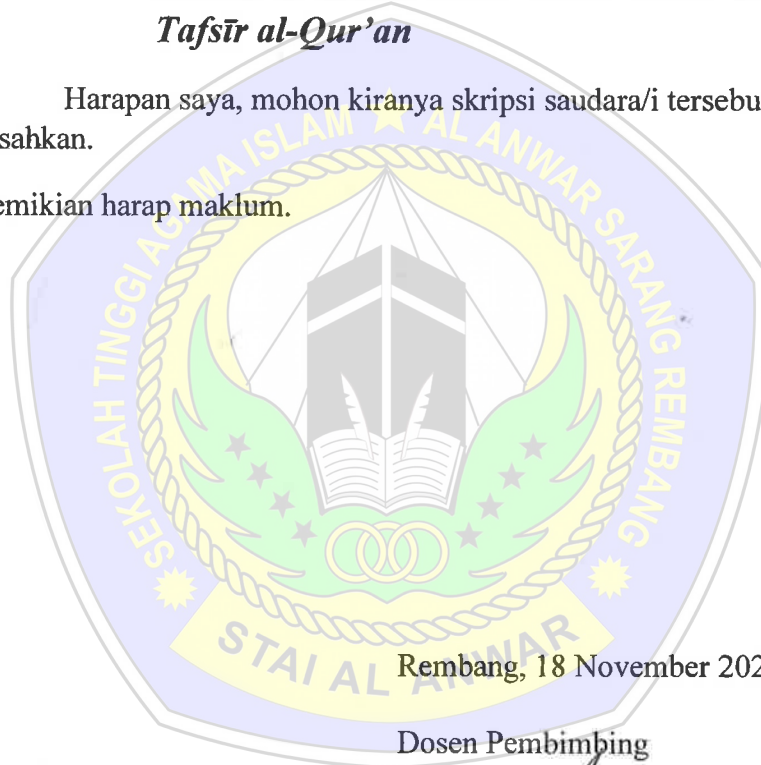 Tafsīr al-Qur’an
Harapan saya, mohon kiranya skripsi saudara/i tersebu
sahkan.
emikian harap maklum.
SEKOLAH TINGGI AGAMA ISLAM ★ AL ANWAR SARANG REMBANG
STAI AL ANWAR
Rembang, 18 November 202
Dosen Pembimbing